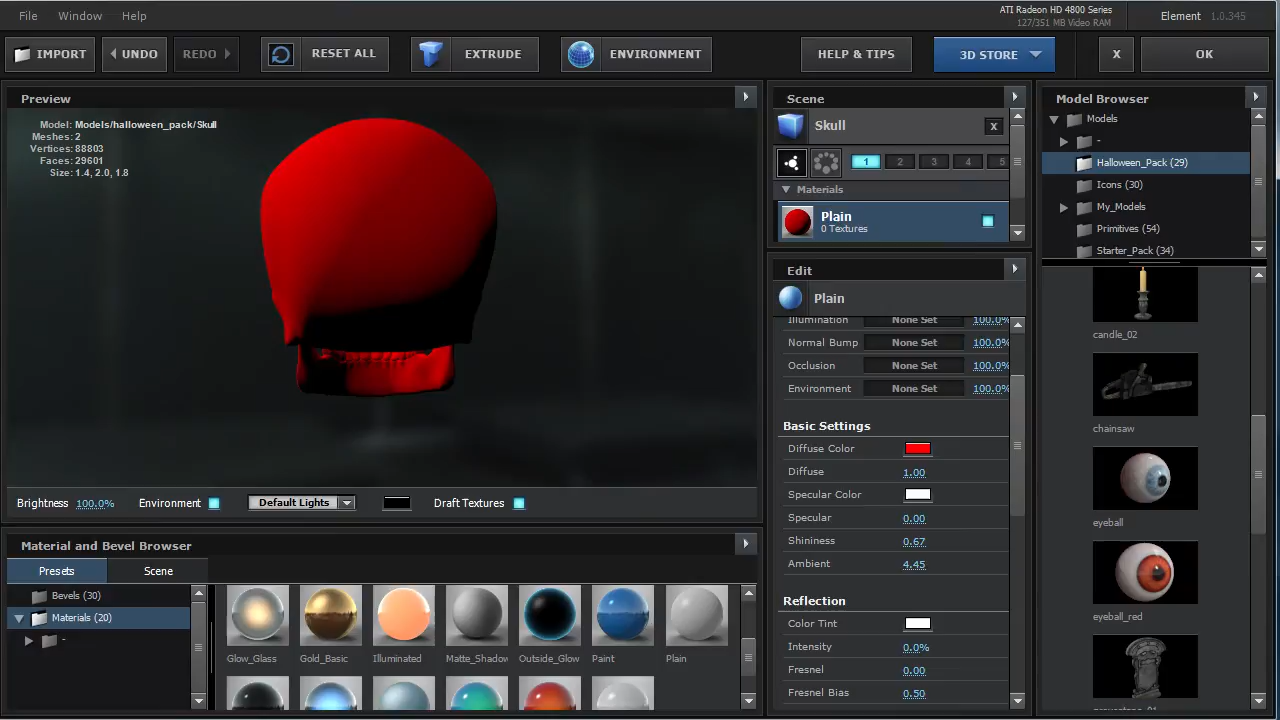 File Window Help
ATI Radeon HD 4800 Series
127/351 MB Video RAM
Element 1.0.345
IMPORT UNDO REDO RESET ALL EXTRUDE ENVIRONMENT HELP & TIPS 3D STORE X OK
Preview
Model: Models/halloween_pack/Skull
Meshes: 2
Vertices: 88803
Faces: 29601
Size: 1.4, 2.0, 1.8
Brightness 100.0% Environment Default Lights Draft Textures
Material and Bevel Browser
Presets Scene
Bevels (30)
Materials (20)
-
Glow_Glass Gold_Basic Illuminated Matte_Shadow Outside_Glow Paint Plain
Scene
Skull X
1 2 3 4 5
Materials
Plain
0 Textures
Edit
Plain
Illumination None Set 100.0%
Normal Bump None Set 100.0%
Occlusion None Set 100.0%
Environment None Set 100.0%
Basic Settings
Diffuse Color
Diffuse 1.00
Specular Color
Specular 0.00
Shininess 0.67
Ambient 4.45
Reflection
Color Tint
Intensity 0.0%
Fresnel 0.00
Fresnel Bias 0.50
Model Browser
Models
-
Halloween_Pack (29)
Icons (30)
My_Models
Primitives (54)
Starter_Pack (34)
candle_02
chainsaw
eyeball
eyeball_red